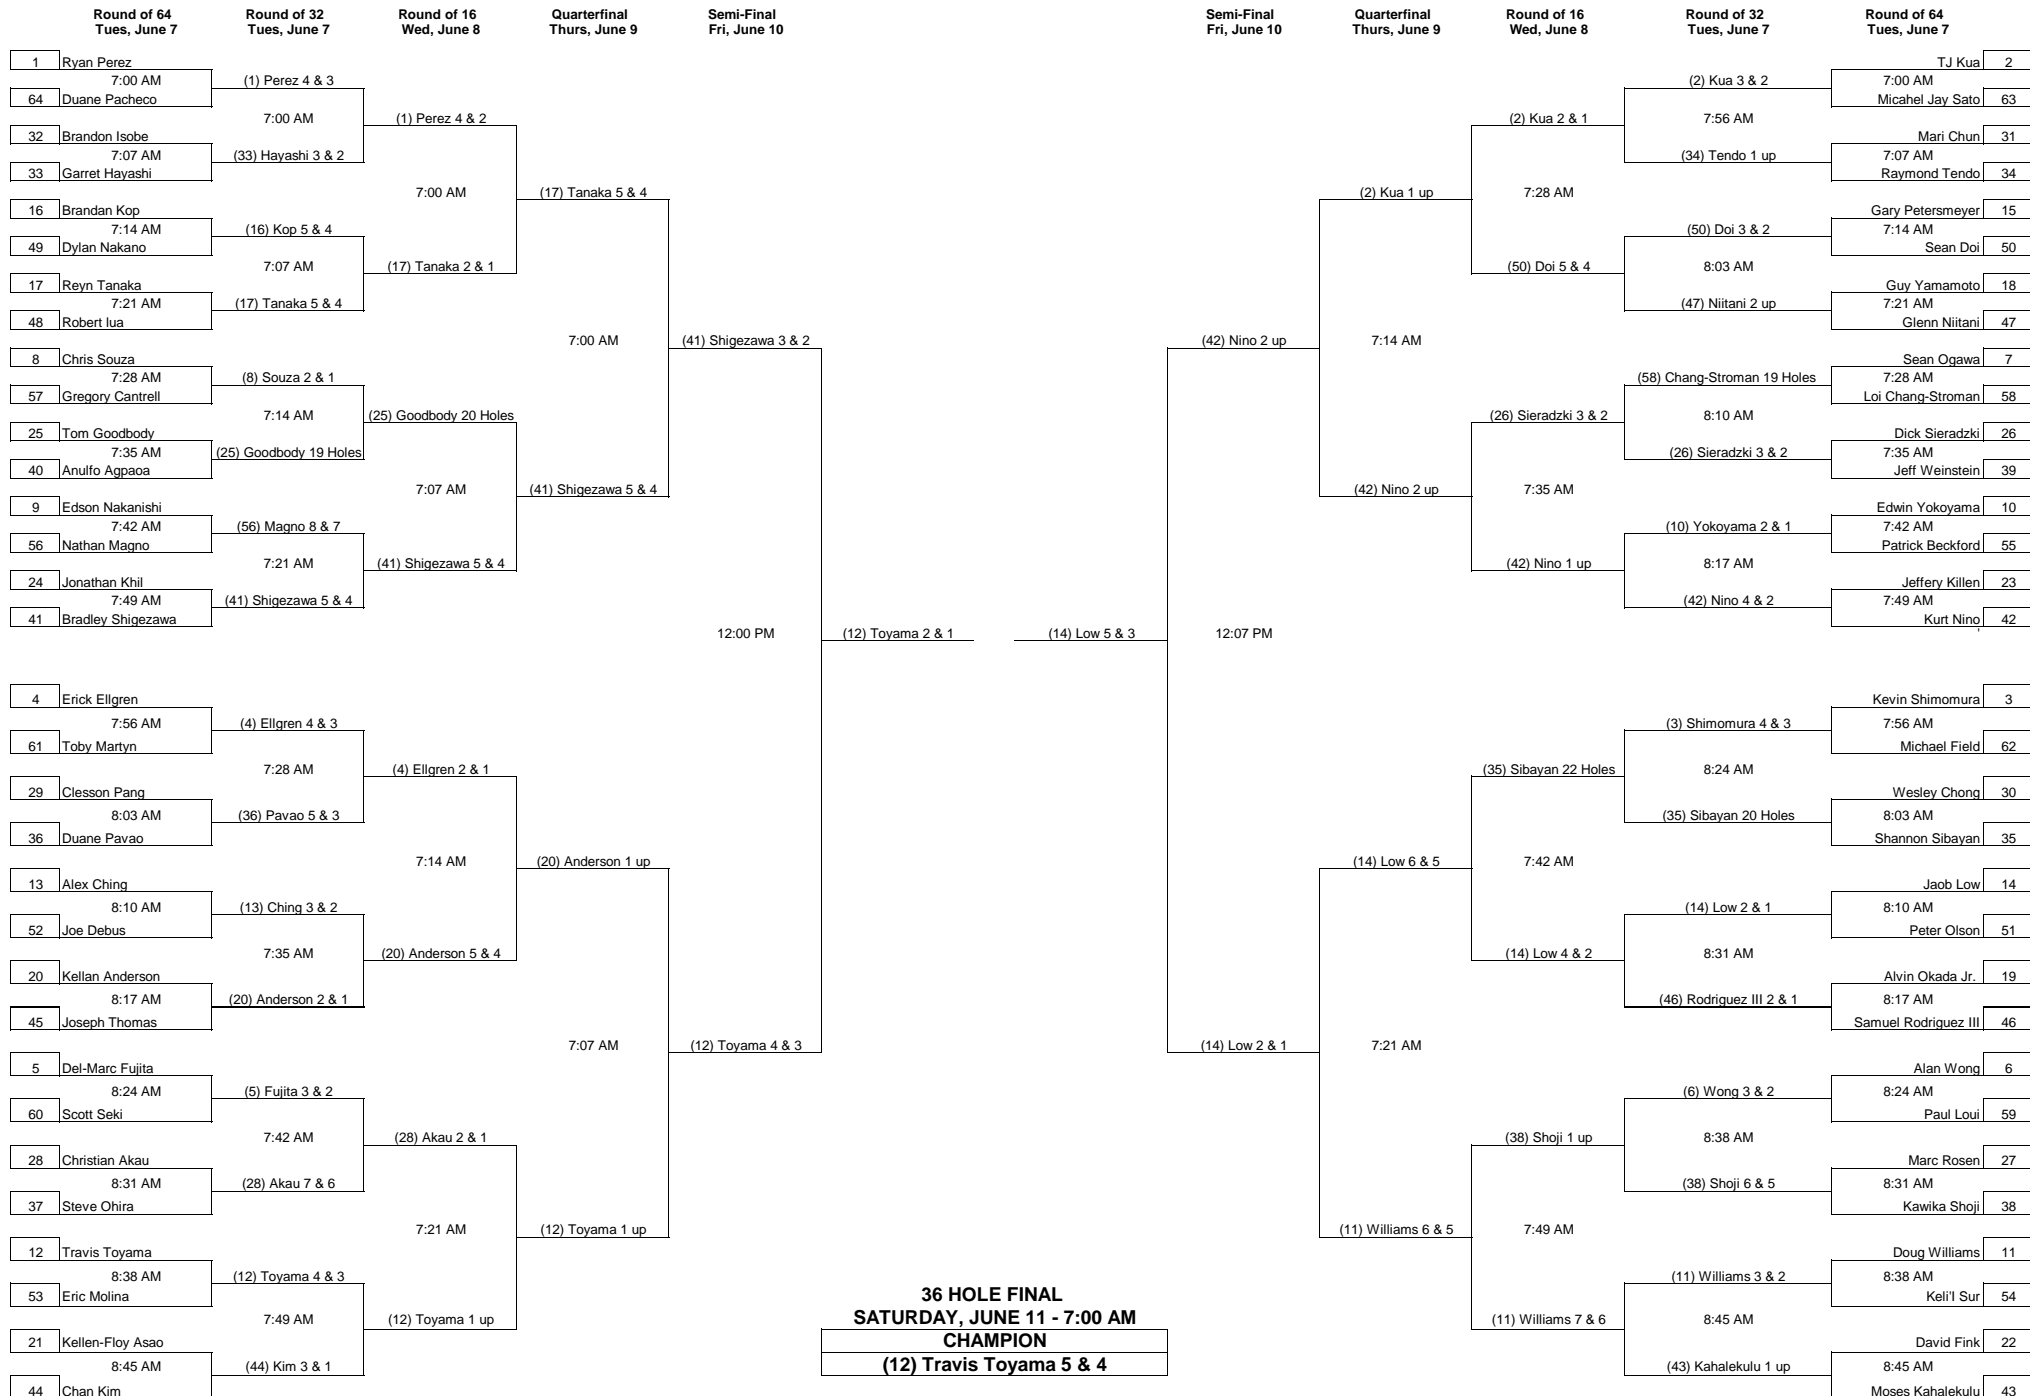 Round of 64
Tues, June 7
Round of 32
Tues, June 7
Round of 16
Wed, June 8
Quarterfinal
Thurs, June 9
Semi-Final
Fri, June 10
Semi-Final
Fri, June 10
Quarterfinal
Thurs, June 9
Round of 16
Wed, June 8
Round of 32
Tues, June 7
Round of 64
Tues, June 7
1 Ryan Perez
7:00 AM
64 Duane Pacheco
32 Brandon Isobe
7:07 AM
33 Garret Hayashi
16 Brandan Kop
7:14 AM
49 Dylan Nakano
17 Reyn Tanaka
7:21 AM
48 Robert Iua
8 Chris Souza
7:28 AM
57 Gregory Cantrell
25 Tom Goodbody
7:35 AM
40 Anulfo Agpaoa
9 Edson Nakanishi
7:42 AM
56 Nathan Magno
24 Jonathan Khil
7:49 AM
41 Bradley Shigezawa
4 Erick Ellgren
7:56 AM
61 Toby Martyn
29 Clesson Pang
8:03 AM
36 Duane Pavao
13 Alex Ching
8:10 AM
52 Joe Debus
20 Kellan Anderson
8:17 AM
45 Joseph Thomas
5 Del-Marc Fujita
8:24 AM
60 Scott Seki
28 Christian Akau
8:31 AM
37 Steve Ohira
12 Travis Toyama
8:38 AM
53 Eric Molina
21 Kellen-Floy Asao
8:45 AM
44 Chan Kim
(1) Perez 4 & 3
7:00 AM
(33) Hayashi 3 & 2
(16) Kop 5 & 4
7:07 AM
(17) Tanaka 5 & 4
(8) Souza 2 & 1
7:14 AM
(25) Goodbody 19 Holes
(56) Magno 8 & 7
7:21 AM
(41) Shigezawa 5 & 4
(4) Ellgren 4 & 3
7:28 AM
(36) Pavao 5 & 3
(13) Ching 3 & 2
7:35 AM
(20) Anderson 2 & 1
(5) Fujita 3 & 2
7:42 AM
(28) Akau 7 & 6
(12) Toyama 4 & 3
7:49 AM
(44) Kim 3 & 1
(1) Perez 4 & 2
7:00 AM
(17) Tanaka 2 & 1
(25) Goodbody 20 Holes
7:07 AM
(41) Shigezawa 5 & 4
(4) Ellgren 2 & 1
7:14 AM
(20) Anderson 5 & 4
(28) Akau 2 & 1
7:21 AM
(12) Toyama 1 up
(17) Tanaka 5 & 4
7:00 AM
(41) Shigezawa 5 & 4
(20) Anderson 1 up
7:07 AM
(12) Toyama 1 up
(41) Shigezawa 3 & 2
12:00 PM
(12) Toyama 4 & 3
(12) Toyama 2 & 1
(14) Low 5 & 3
(42) Nino 2 up
12:07 PM
(14) Low 2 & 1
(2) Kua 1 up
7:14 AM
(42) Nino 2 up
(14) Low 6 & 5
7:21 AM
(11) Williams 6 & 5
(2) Kua 2 & 1
7:28 AM
(50) Doi 5 & 4
(26) Sieradzki 3 & 2
7:35 AM
(42) Nino 1 up
(35) Sibayan 22 Holes
7:42 AM
(14) Low 4 & 2
(38) Shoji 1 up
7:49 AM
(11) Williams 7 & 6
(2) Kua 3 & 2
7:56 AM
(34) Tendo 1 up
(50) Doi 3 & 2
8:03 AM
(47) Niitani 2 up
(58) Chang-Stroman 19 Holes
8:10 AM
(26) Sieradzki 3 & 2
(10) Yokoyama 2 & 1
8:17 AM
(42) Nino 4 & 2
(3) Shimomura 4 & 3
8:24 AM
(35) Sibayan 20 Holes
(14) Low 2 & 1
8:31 AM
(46) Rodriguez III 2 & 1
(6) Wong 3 & 2
8:38 AM
(38) Shoji 6 & 5
(11) Williams 3 & 2
8:45 AM
(43) Kahalekulu 1 up
TJ Kua 2
7:00 AM
Micahel Jay Sato 63
Mari Chun 31
7:07 AM
Raymond Tendo 34
Gary Petersmeyer 15
7:14 AM
Sean Doi 50
Guy Yamamoto 18
7:21 AM
Glenn Niitani 47
Sean Ogawa 7
7:28 AM
Loi Chang-Stroman 58
Dick Sieradzki 26
7:35 AM
Jeff Weinstein 39
Edwin Yokoyama 10
7:42 AM
Patrick Beckford 55
Jeffery Killen 23
7:49 AM
Kurt Nino 42
'
Kevin Shimomura 3
7:56 AM
Michael Field 62
Wesley Chong 30
8:03 AM
Shannon Sibayan 35
Jaob Low 14
8:10 AM
Peter Olson 51
Alvin Okada Jr. 19
8:17 AM
Samuel Rodriguez III 46
Alan Wong 6
8:24 AM
Paul Loui 59
Marc Rosen 27
8:31 AM
Kawika Shoji 38
Doug Williams 11
8:38 AM
Keli'I Sur 54
David Fink 22
8:45 AM
Moses Kahalekulu 43
36 HOLE FINAL
SATURDAY, JUNE 11 - 7:00 AM
CHAMPION
(12) Travis Toyama 5 & 4